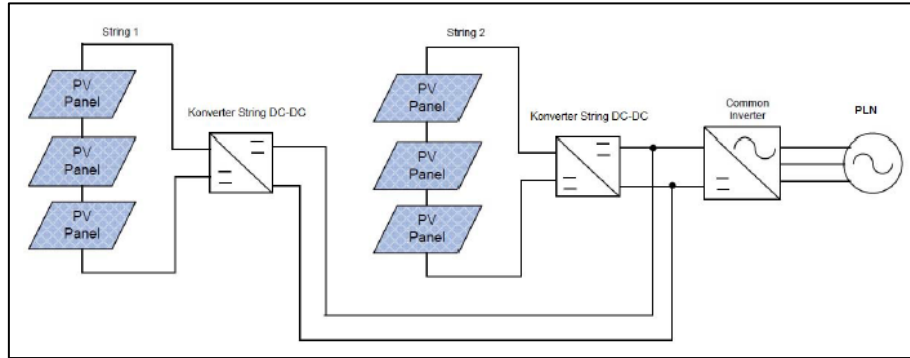 String 1
PV
Panel
PV
Panel
PV
Panel
Konverter String DC-DC
String 2
PV
Panel
PV
Panel
PV
Panel
Konverter String DC-DC
Common
Inverter
PLN